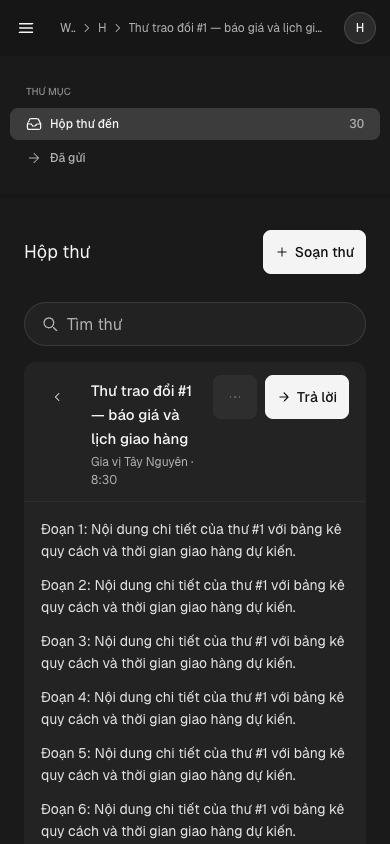 W.. > H > Thư trao đổi #1 — báo giá và lịch gi... H
THƯ MỤC
Hộp thư đến 30
Đã gửi
Hộp thư
Soạn thư
Tìm thư
Thư trao đổi #1
— báo giá và
lịch giao hàng
Gia vị Tây Nguyên ·
8:30
Trả lời
Đoạn 1: Nội dung chi tiết của thư #1 với bảng kê
quy cách và thời gian giao hàng dự kiến.
Đoạn 2: Nội dung chi tiết của thư #1 với bảng kê
quy cách và thời gian giao hàng dự kiến.
Đoạn 3: Nội dung chi tiết của thư #1 với bảng kê
quy cách và thời gian giao hàng dự kiến.
Đoạn 4: Nội dung chi tiết của thư #1 với bảng kê
quy cách và thời gian giao hàng dự kiến.
Đoạn 5: Nội dung chi tiết của thư #1 với bảng kê
quy cách và thời gian giao hàng dự kiến.
Đoạn 6: Nội dung chi tiết của thư #1 với bảng kê
quy cách và thời gian giao hàng dự kiến.